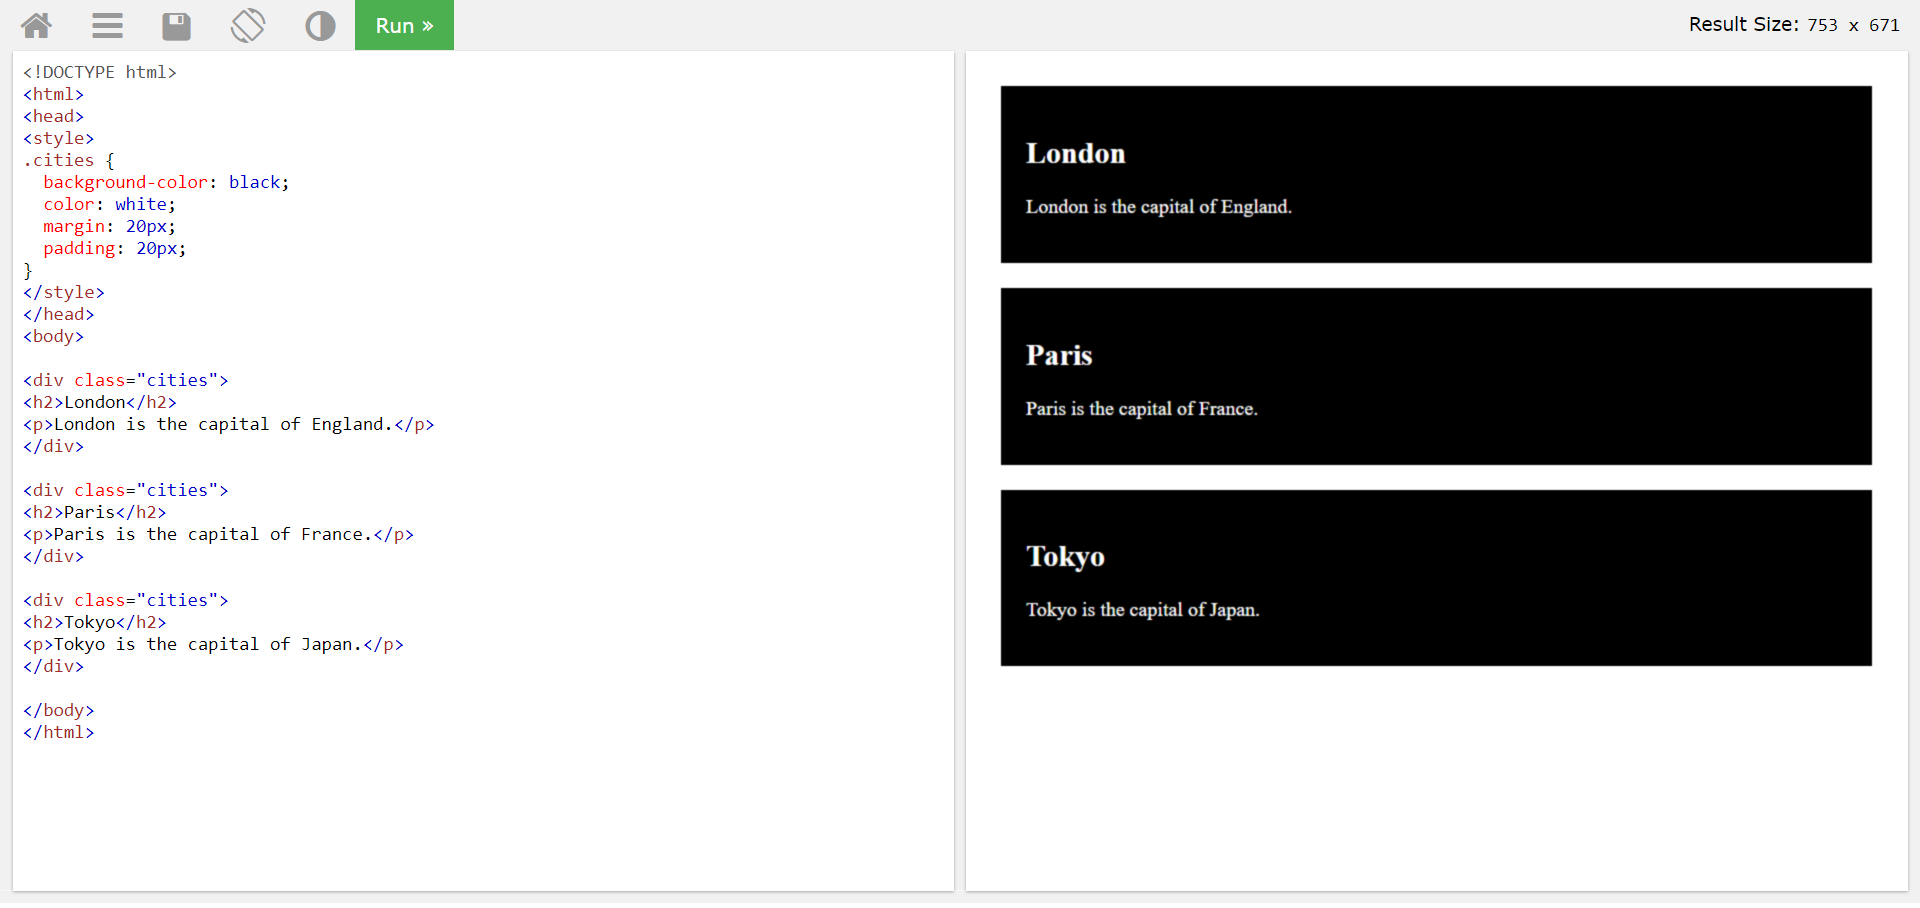 Run »
Result Size: 753 x 671
<!DOCTYPE html>
<html>
<head>
<style>
.cities {
  background-color: black;
  color: white;
  margin: 20px;
  padding: 20px;
}
</style>
</head>
<body>

<div class="cities">
<h2>London</h2>
<p>London is the capital of England.</p>
</div>

<div class="cities">
<h2>Paris</h2>
<p>Paris is the capital of France.</p>
</div>

<div class="cities">
<h2>Tokyo</h2>
<p>Tokyo is the capital of Japan.</p>
</div>

</body>
</html>
London
London is the capital of England.
Paris
Paris is the capital of France.
Tokyo
Tokyo is the capital of Japan.